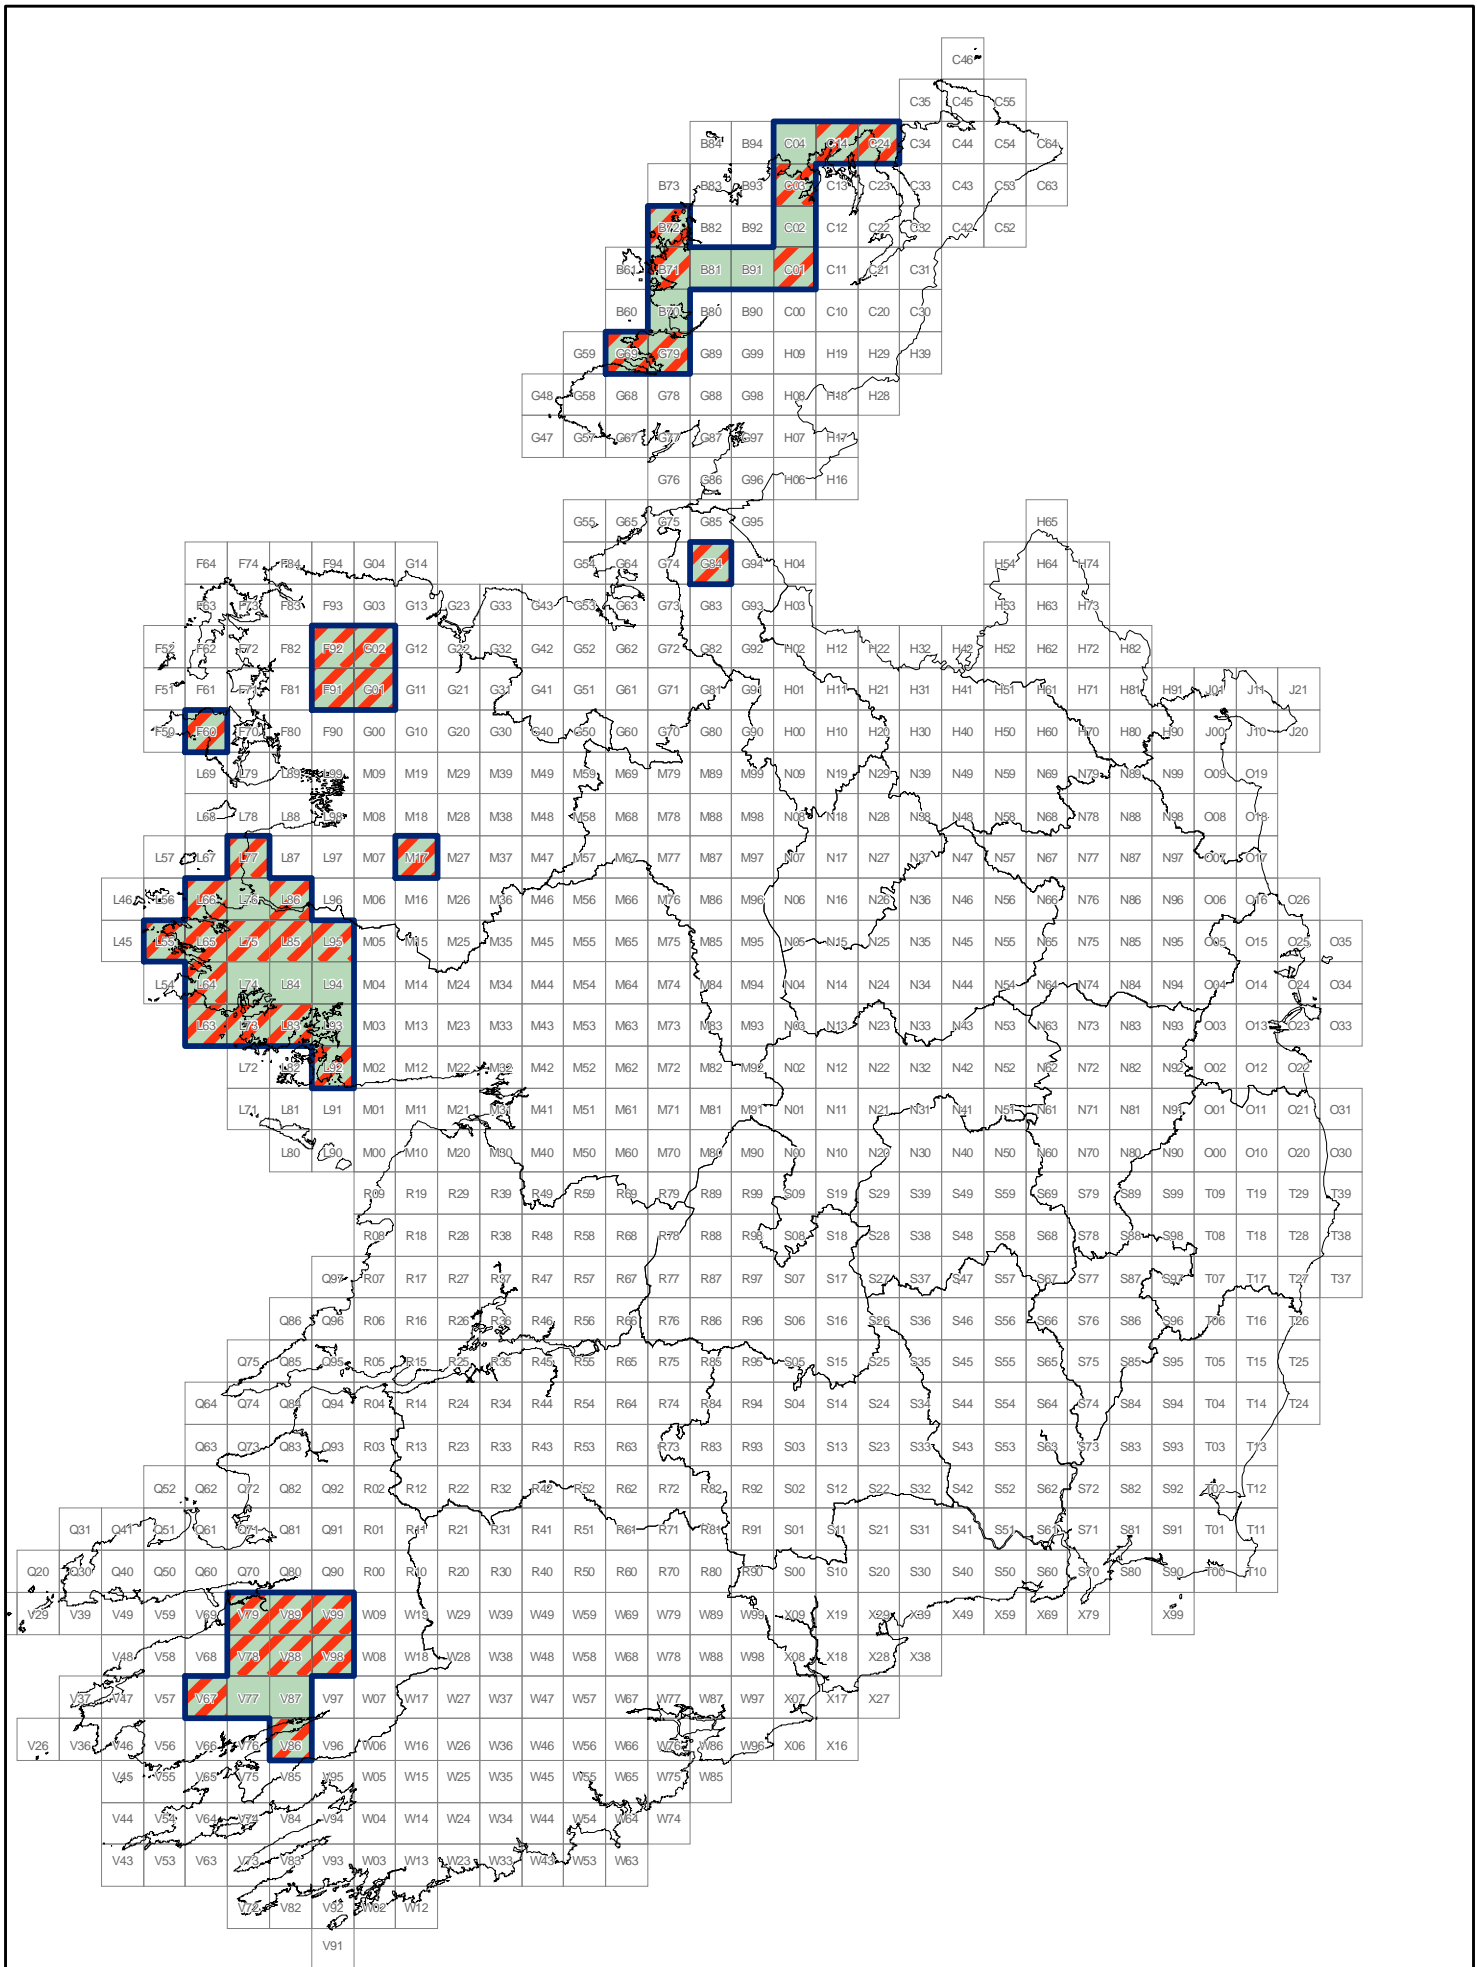 C46
C35 C45 C55
B84 B94 C04 C14 C24 C34 C44 C54 C64
B73 B83 B93 C03 C13 C23 C33 C43 C53 C63
B72 B82 B92 C02 C12 C22 C32 C42 C52
B61 B71 B81 B91 C01 C11 C21 C31
B60 B70 B80 B90 C00 C10 C20 C30
G59 G69 G79 G89 G99 H09 H19 H29 H39
G48 G58 G68 G78 G88 G98 H08 H18 H28
G47 G57 G67 G77 G87 G97 H07 H17
G76 G86 G96 H06 H16
G55 G65 G75 G85 G95 H65
F64 F74 F84 F94 G04 G14 G54 G64 G74 G84 G94 H04 H54 H64 H74
F63 F73 F83 F93 G03 G13 G23 G33 G43 G53 G63 G73 G83 G93 H03 H53 H63 H73
F52 F62 F72 F82 F92 G02 G12 G22 G32 G42 G52 G62 G72 G82 G92 H02 H12 H22 H32 H42 H52 H62 H72 H82
F51 F61 F71 F81 F91 G01 G11 G21 G31 G41 G51 G61 G71 G81 G91 H01 H11 H21 H31 H41 H51 H61 H71 H81 H91 J01 J11 J21
F50 F60 F70 F80 F90 G00 G10 G20 G30 G40 G50 G60 G70 G80 G90 H00 H10 H20 H30 H40 H50 H60 H70 H80 H90 J00 J10 J20
L69 L79 L89 L99 M09 M19 M29 M39 M49 M59 M69 M79 M89 M99 N09 N19 N29 N39 N49 N59 N69 N79 N89 N99 O09 O19
L68 L78 L88 L98 M08 M18 M28 M38 M48 M58 M68 M78 M88 M98 N08 N18 N28 N38 N48 N58 N68 N78 N88 N98 O08 O18
L57 L67 L77 L87 L97 M07 M17 M27 M37 M47 M57 M67 M77 M87 M97 N07 N17 N27 N37 N47 N57 N67 N77 N87 N97 O07 O17
L46 L56 L66 L76 L86 L96 M06 M16 M26 M36 M46 M56 M66 M76 M86 M96 N06 N16 N26 N36 N46 N56 N66 N76 N86 N96 O06 O16 O26
L45 L55 L65 L75 L85 L95 M05 M15 M25 M35 M45 M55 M65 M75 M85 M95 N05 N15 N25 N35 N45 N55 N65 N75 N85 N95 O05 O15 O25 O35
L54 L64 L74 L84 L94 M04 M14 M24 M34 M44 M54 M64 M74 M84 M94 N04 N14 N24 N34 N44 N54 N64 N74 N84 N94 O04 O14 O24 O34
L63 L73 L83 L93 M03 M13 M23 M33 M43 M53 M63 M73 M83 M93 N03 N13 N23 N33 N43 N53 N63 N73 N83 N93 O03 O13 O23 O33
L72 L82 L92 M02 M12 M22 M32 M42 M52 M62 M72 M82 M92 N02 N12 N22 N32 N42 N52 N62 N72 N82 N92 O02 O12 O22
L71 L81 L91 M01 M11 M21 M31 M41 M51 M61 M71 M81 M91 N01 N11 N21 N31 N41 N51 N61 N71 N81 N91 O01 O11 O21 O31
L80 L90 M00 M10 M20 M30 M40 M50 M60 M70 M80 M90 N00 N10 N20 N30 N40 N50 N60 N70 N80 N90 O00 O10 O20 O30
R09 R19 R29 R39 R49 R59 R69 R79 R89 R99 S09 S19 S29 S39 S49 S59 S69 S79 S89 S99 T09 T19 T29 T39
R08 R18 R28 R38 R48 R58 R68 R78 R88 R98 S08 S18 S28 S38 S48 S58 S68 S78 S88 S98 T08 T18 T28 T38
Q97 R07 R17 R27 R37 R47 R57 R67 R77 R87 R97 S07 S17 S27 S37 S47 S57 S67 S77 S87 S97 T07 T17 T27 T37
Q86 Q96 R06 R16 R26 R36 R46 R56 R66 R76 R86 R96 S06 S16 S26 S36 S46 S56 S66 S76 S86 S96 T06 T16 T26
Q75 Q85 Q95 R05 R15 R25 R35 R45 R55 R65 R75 R85 R95 S05 S15 S25 S35 S45 S55 S65 S75 S85 S95 T05 T15 T25
Q64 Q74 Q84 Q94 R04 R14 R24 R34 R44 R54 R64 R74 R84 R94 S04 S14 S24 S34 S44 S54 S64 S74 S84 S94 T04 T14 T24
Q63 Q73 Q83 Q93 R03 R13 R23 R33 R43 R53 R63 R73 R83 R93 S03 S13 S23 S33 S43 S53 S63 S73 S83 S93 T03 T13
Q52 Q62 Q72 Q82 Q92 R02 R12 R22 R32 R42 R52 R62 R72 R82 R92 S02 S12 S22 S32 S42 S52 S62 S72 S82 S92 T02 T12
Q31 Q41 Q51 Q61 Q71 Q81 Q91 R01 R11 R21 R31 R41 R51 R61 R71 R81 R91 S01 S11 S21 S31 S41 S51 S61 S71 S81 S91 T01 T11
Q20 Q30 Q40 Q50 Q60 Q70 Q80 Q90 R00 R10 R20 R30 R40 R50 R60 R70 R80 R90 S00 S10 S20 S30 S40 S50 S60 S70 S80 S90 T00 T10
V29 V39 V49 V59 V69 V79 V89 V99 W09 W19 W29 W39 W49 W59 W69 W79 W89 W99 X09 X19 X29 X39 X49 X59 X69 X79 X99
V48 V58 V68 V78 V88 V98 W08 W18 W28 W38 W48 W58 W68 W78 W88 W98 X08 X18 X28 X38
V37 V47 V57 V67 V77 V87 V97 W07 W17 W27 W37 W47 W57 W67 W77 W87 W97 X07 X17 X27
V26 V36 V46 V56 V66 V76 V86 V96 W06 W16 W26 W36 W46 W56 W66 W76 W86 W96 X06 X16
V45 V55 V65 V75 V85 V95 W05 W15 W25 W35 W45 W55 W65 W75 W85
V44 V54 V64 V74 V84 V94 W04 W14 W24 W34 W44 W54 W64 W74
V43 V53 V63 V73 V83 V93 W03 W13 W23 W33 W43 W53 W63
V72 V82 V92 W02 W12
V91